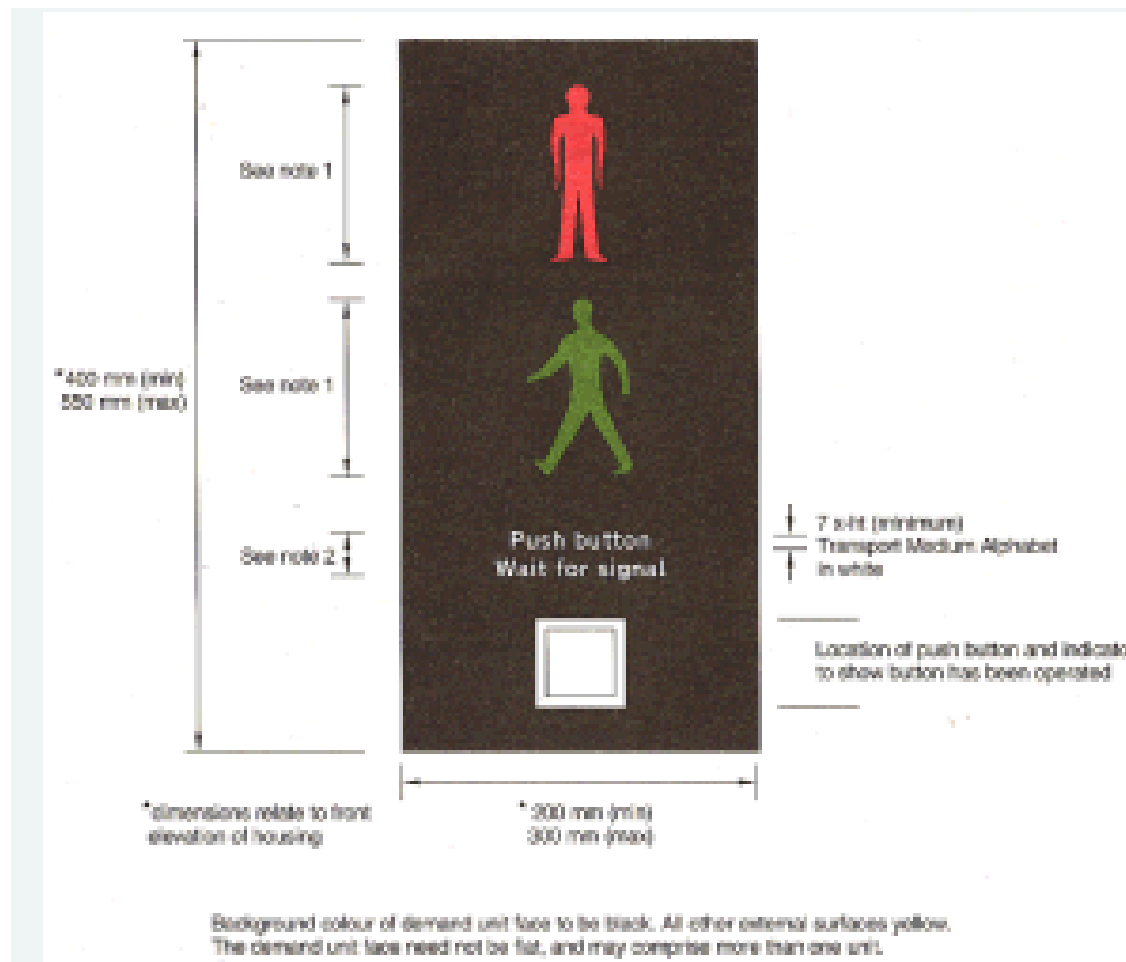 See note 1
*400 mm (min)
550 mm (max)
See note 1
See note 2
Push button
Wait for signal
7 x-ht (minimum)
Transport Medium Alphabet
in white
Location of push button and indicato
to show button has been operated
*dimensions relate to front
elevation of housing
* 200 mm (min)
300 mm (max)
Background colour of demand unit face to be black. All other external surfaces yellow.
The demand unit face need not be flat, and may comprise more than one unit.